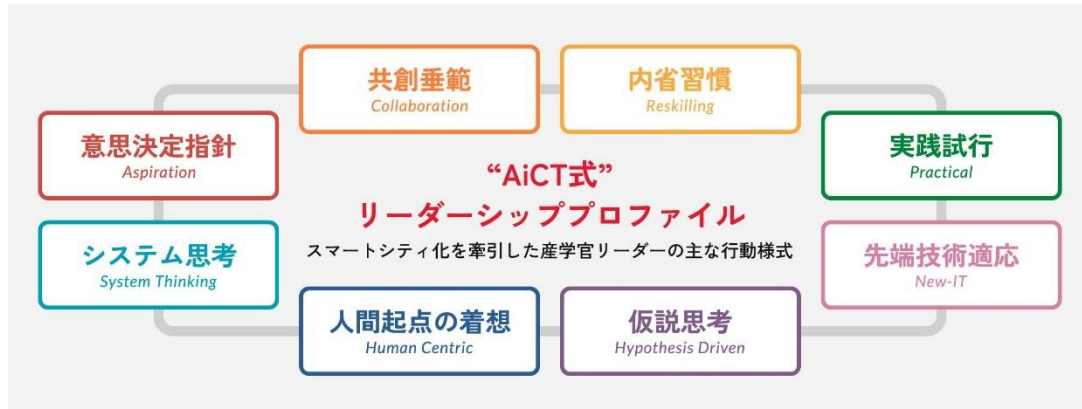 共創垂範
Collaboration
内省習慣
Reskilling
意思決定指針
Aspiration
実践試行
Practical
“AiCT式”
リーダーシッププロファイル
スマートシティ化を牽引した産学官リーダーの主な行動様式
システム思考
System Thinking
先端技術適応
New-IT
人間起点の着想
Human Centric
仮説思考
Hypothesis Driven